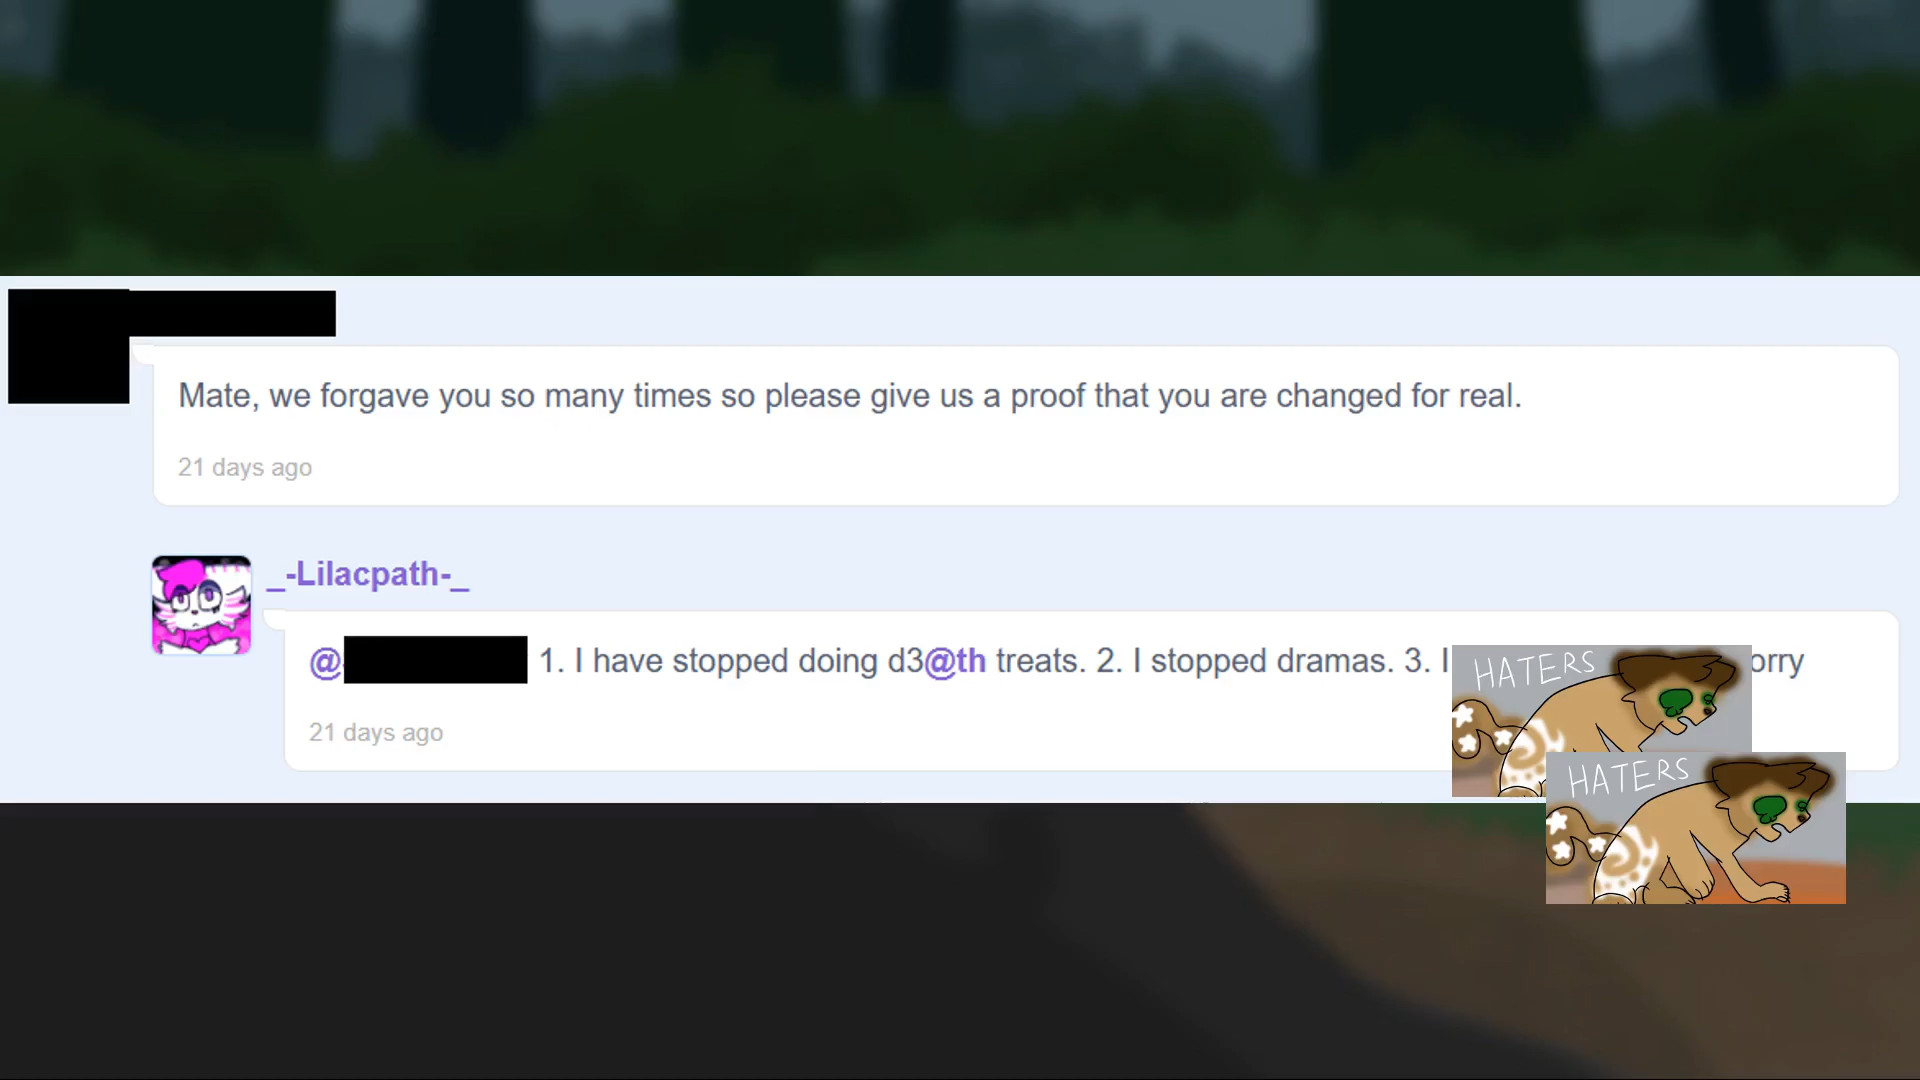 Mate, we forgave you so many times so please give us a proof that you are changed for real.
21 days ago
_-Lilacpath-_
@ 1. I have stopped doing d3@th treats. 2. I stopped dramas. 3. I orry
21 days ago
HATERS
HATERS